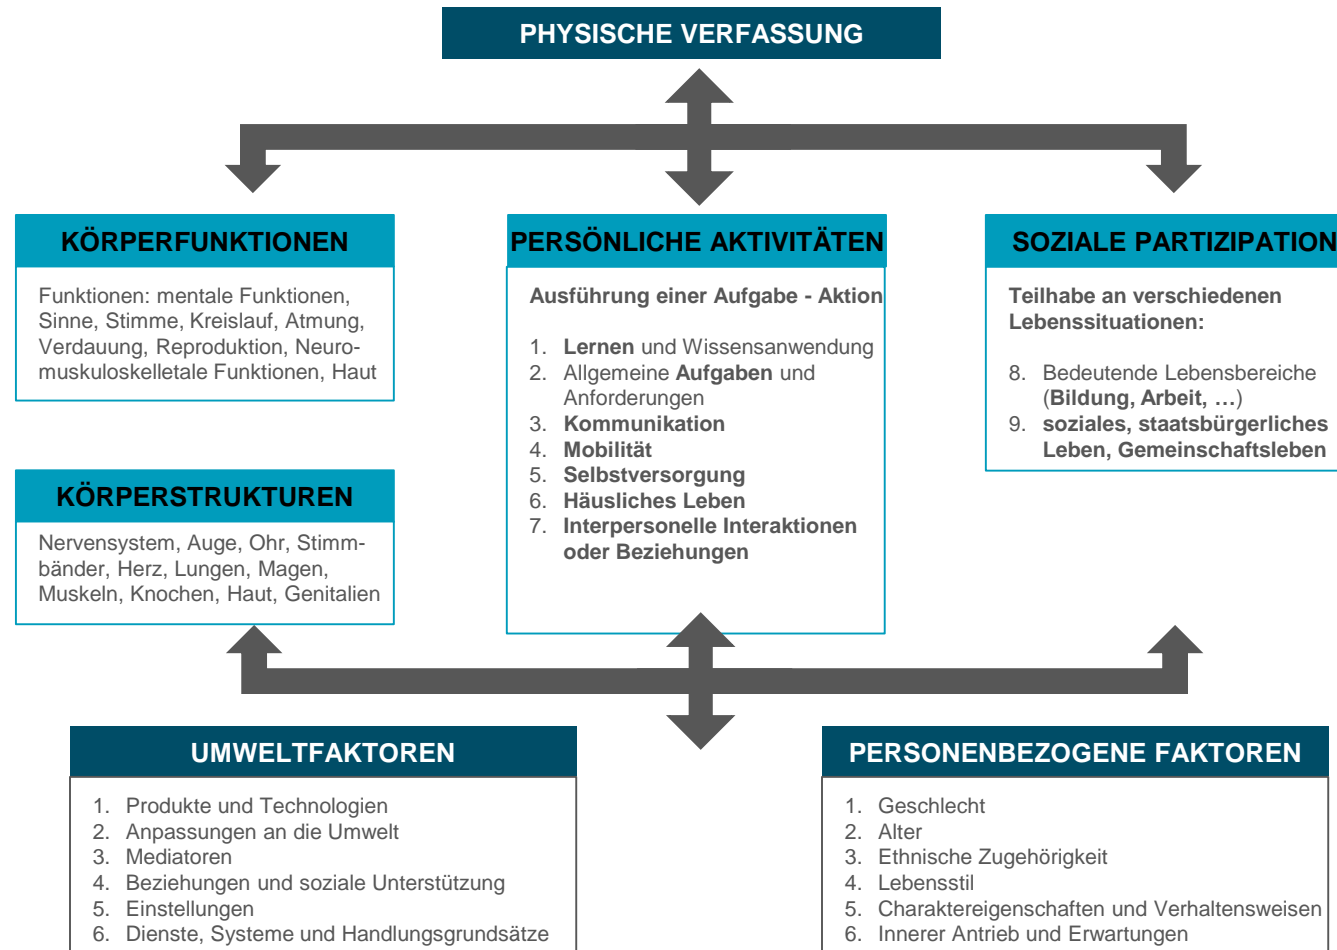 PHYSISCHE VERFASSUNG
KÖRPERFUNKTIONEN
Funktionen: mentale Funktionen,
Sinne, Stimme, Kreislauf, Atmung,
Verdauung, Reproduktion, Neuro-
muskuloskelletale Funktionen, Haut
KÖRPERSTRUKTUREN
Nervensystem, Auge, Ohr, Stimm-
bänder, Herz, Lungen, Magen,
Muskeln, Knochen, Haut, Genitalien
PERSÖNLICHE AKTIVITÄTEN
Ausführung einer Aufgabe - Aktion
1. Lernen und Wissensanwendung
2. Allgemeine Aufgaben und
Anforderungen
3. Kommunikation
4. Mobilität
5. Selbstversorgung
6. Häusliches Leben
7. Interpersonelle Interaktionen
oder Beziehungen
SOZIALE PARTIZIPATION
Teilhabe an verschiedenen
Lebenssituationen:
8. Bedeutende Lebensbereiche
(Bildung, Arbeit, …)
9. soziales, staatsbürgerliches
Leben, Gemeinschaftsleben
UMWELTFAKTOREN
1. Produkte und Technologien
2. Anpassungen an die Umwelt
3. Mediatoren
4. Beziehungen und soziale Unterstützung
5. Einstellungen
6. Dienste, Systeme und Handlungsgrundsätze
PERSONENBEZOGENE FAKTOREN
1. Geschlecht
2. Alter
3. Ethnische Zugehörigkeit
4. Lebensstil
5. Charaktereigenschaften und Verhaltensweisen
6. Innerer Antrieb und Erwartungen